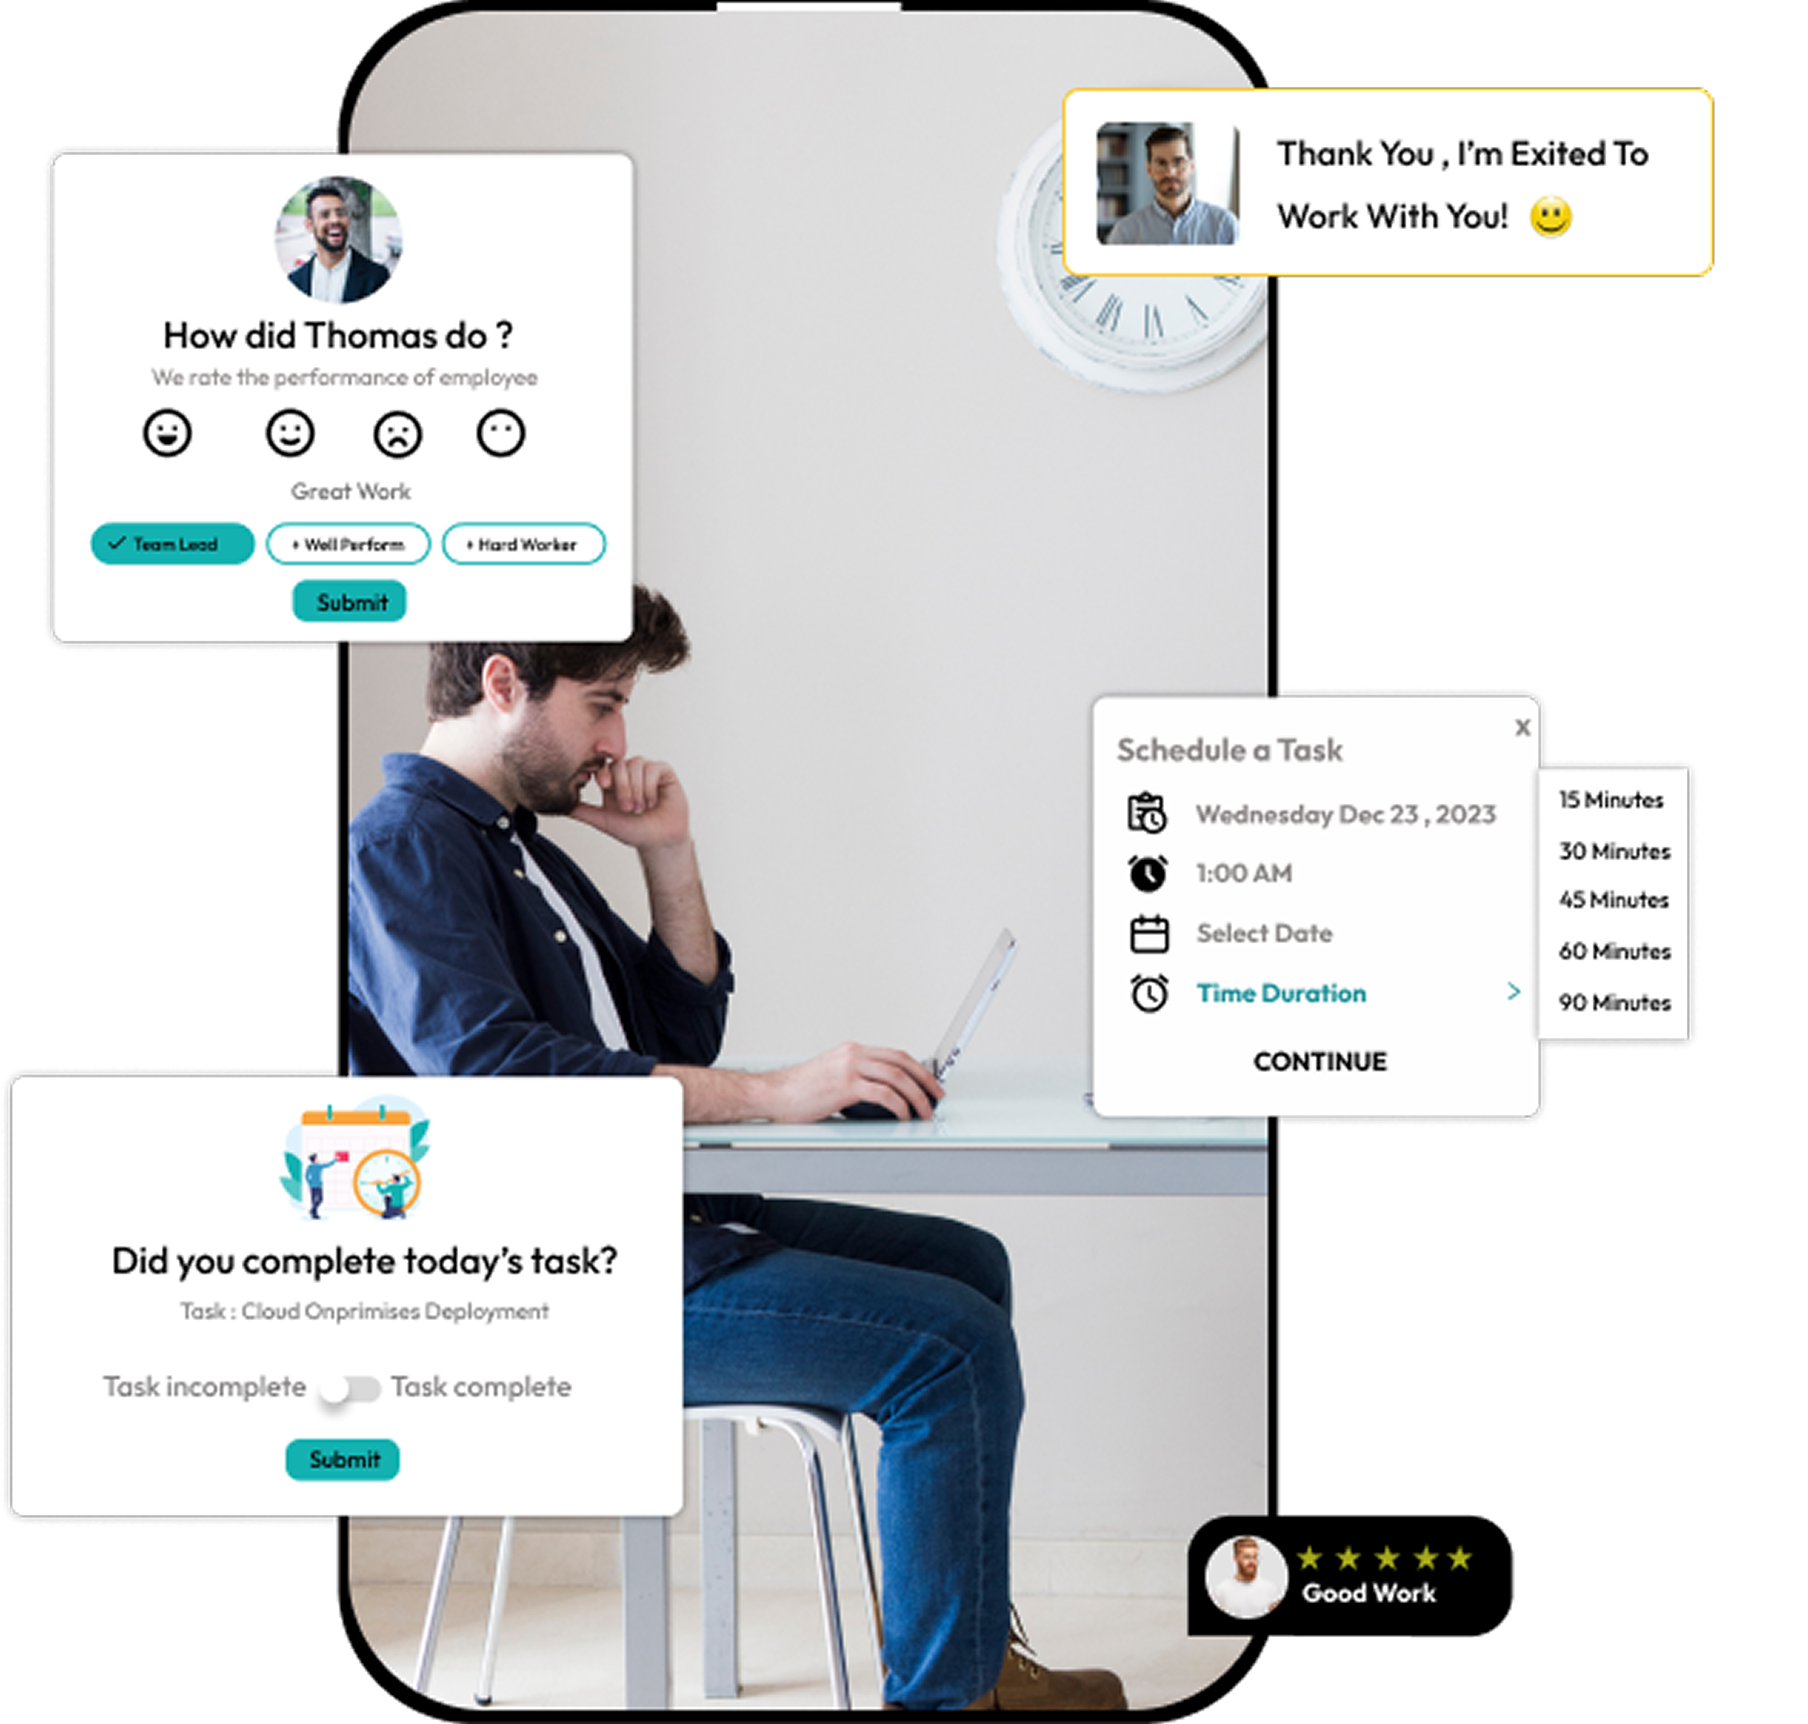 Thank You , I'm Exited To
Work With You!
How did Thomas do ?
We rate the performance of employee
Great Work
Team Lead
+ Well Perform
+ Hard Worker
Submit
Schedule a Task
x
Wednesday Dec 23 , 2023
1:00 AM
Select Date
Time Duration >
CONTINUE
15 Minutes
30 Minutes
45 Minutes
60 Minutes
90 Minutes
Did you complete today's task?
Task : Cloud Onprimises Deployment
Task incomplete
Task complete
Submit
Good Work